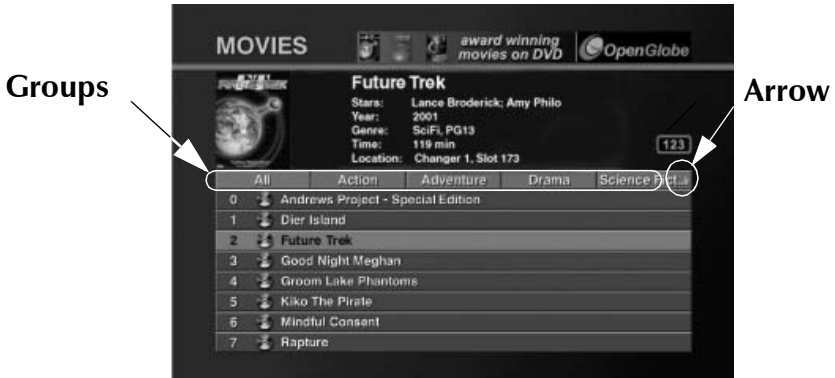 MOVIES
award winning
movies on DVD
OpenGlobe
Groups
Arrow
Future Trek
Stars: Lance Broderick; Amy Philo
Year: 2001
Genre: SciFi, PG13
Time: 119 min
Location: Changer 1, Slot 173
123
All Action Adventure Drama Science Fict...
0 Andrews Project - Special Edition
1 Dier Island
2 Future Trek
3 Good Night Meghan
4 Groom Lake Phantoms
5 Kiko The Pirate
6 Mindful Consent
7 Rapture